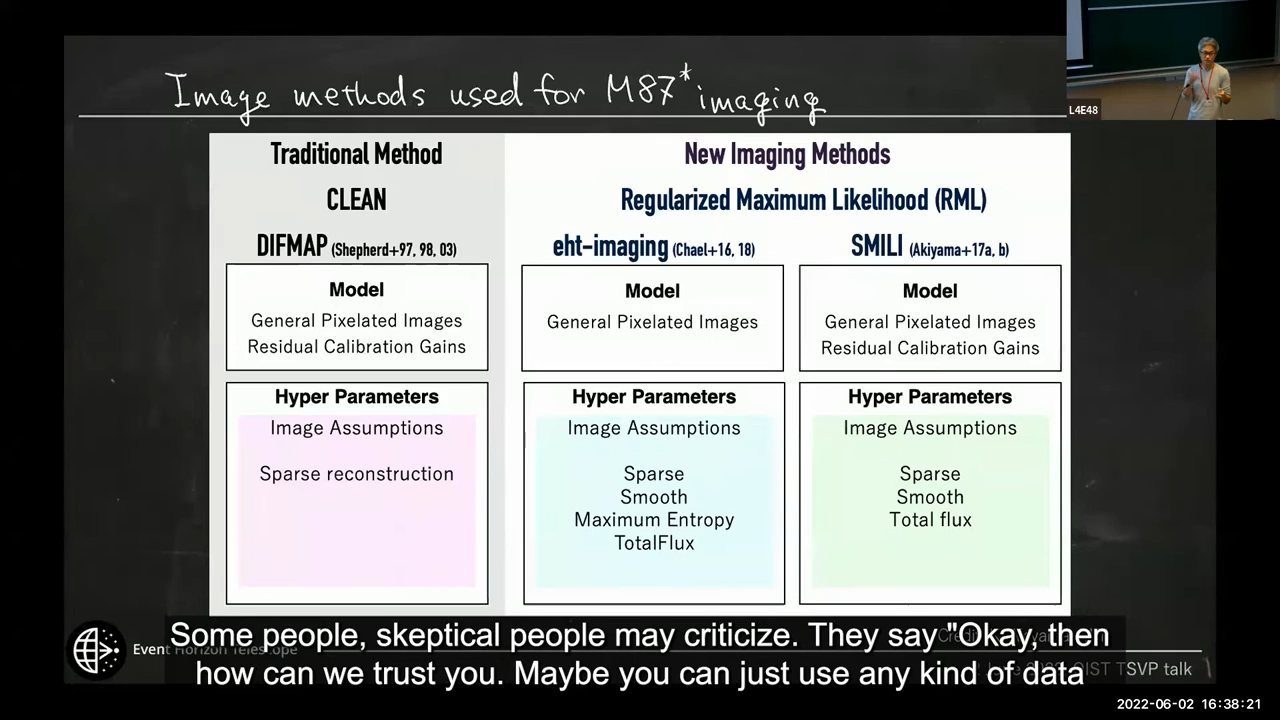 Image methods used for M87* imaging
L4E48
Traditional Method
CLEAN
DIFMAP (Shepherd+97, 98, 03)
Model
General Pixelated Images
Residual Calibration Gains
Hyper Parameters
Image Assumptions
Sparse reconstruction
New Imaging Methods
Regularized Maximum Likelihood (RML)
eht-imaging (Chael+16, 18)
Model
General Pixelated Images
Hyper Parameters
Image Assumptions
Sparse
Smooth
Maximum Entropy
TotalFlux
SMILI (Akiyama+17a, b)
Model
General Pixelated Images
Residual Calibration Gains
Hyper Parameters
Image Assumptions
Sparse
Smooth
Total flux
Event Horizon Telescope
Some people, skeptical people may criticize. They say "Okay, then
how can we trust you. Maybe you can just use any kind of data
TSVP talk
2022-06-02 16:38:21